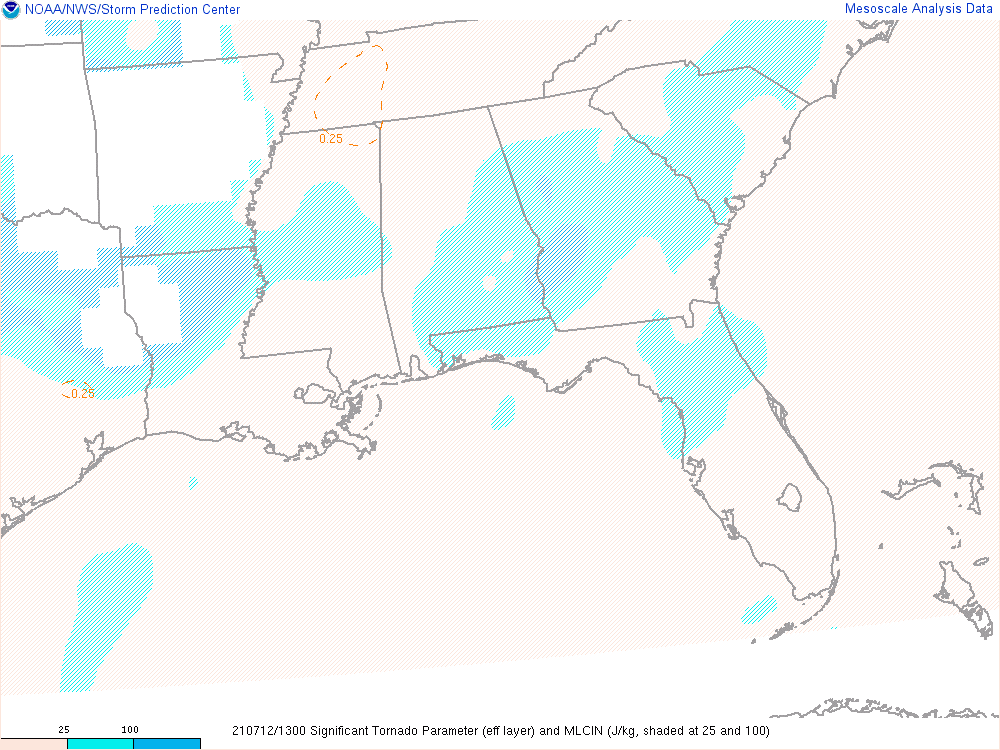 NOAA/NWS/Storm Prediction Center
Mesoscale Analysis Data
0.25
0.25
25 100
210712/1300 Significant Tornado Parameter (eff layer) and MLCIN (J/kg, shaded at 25 and 100)